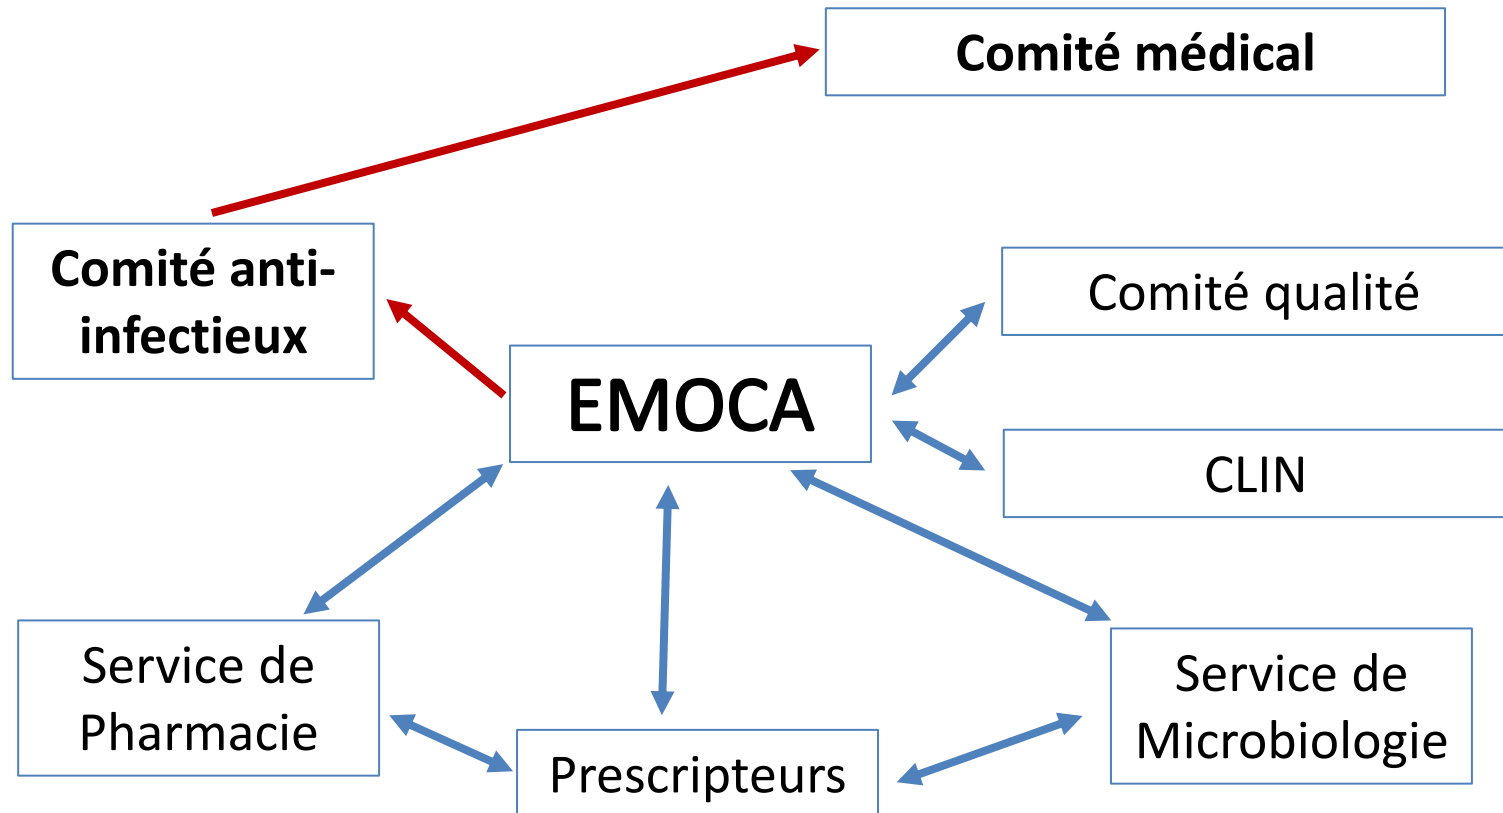 Comité médical
Comité anti-
infectieux
Comité qualité
EMOCA
CLIN
Service de
Pharmacie
Service de
Microbiologie
Prescripteurs